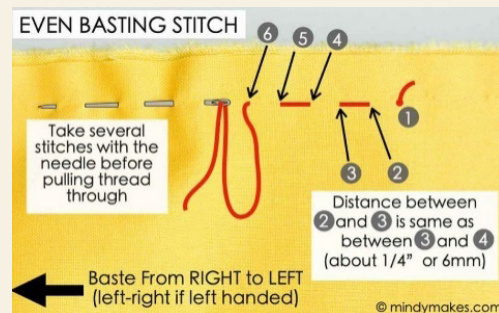 EVEN BASTING STITCH
6 5 4
1
Take several
stitches with the
needle before
pulling thread
through
3 2
Distance between
2 and 3 is same as
between 3 and 4
(about 1/4" or 6mm)
Baste From RIGHT to LEFT
(left-right if left handed)
© mindymakes.com